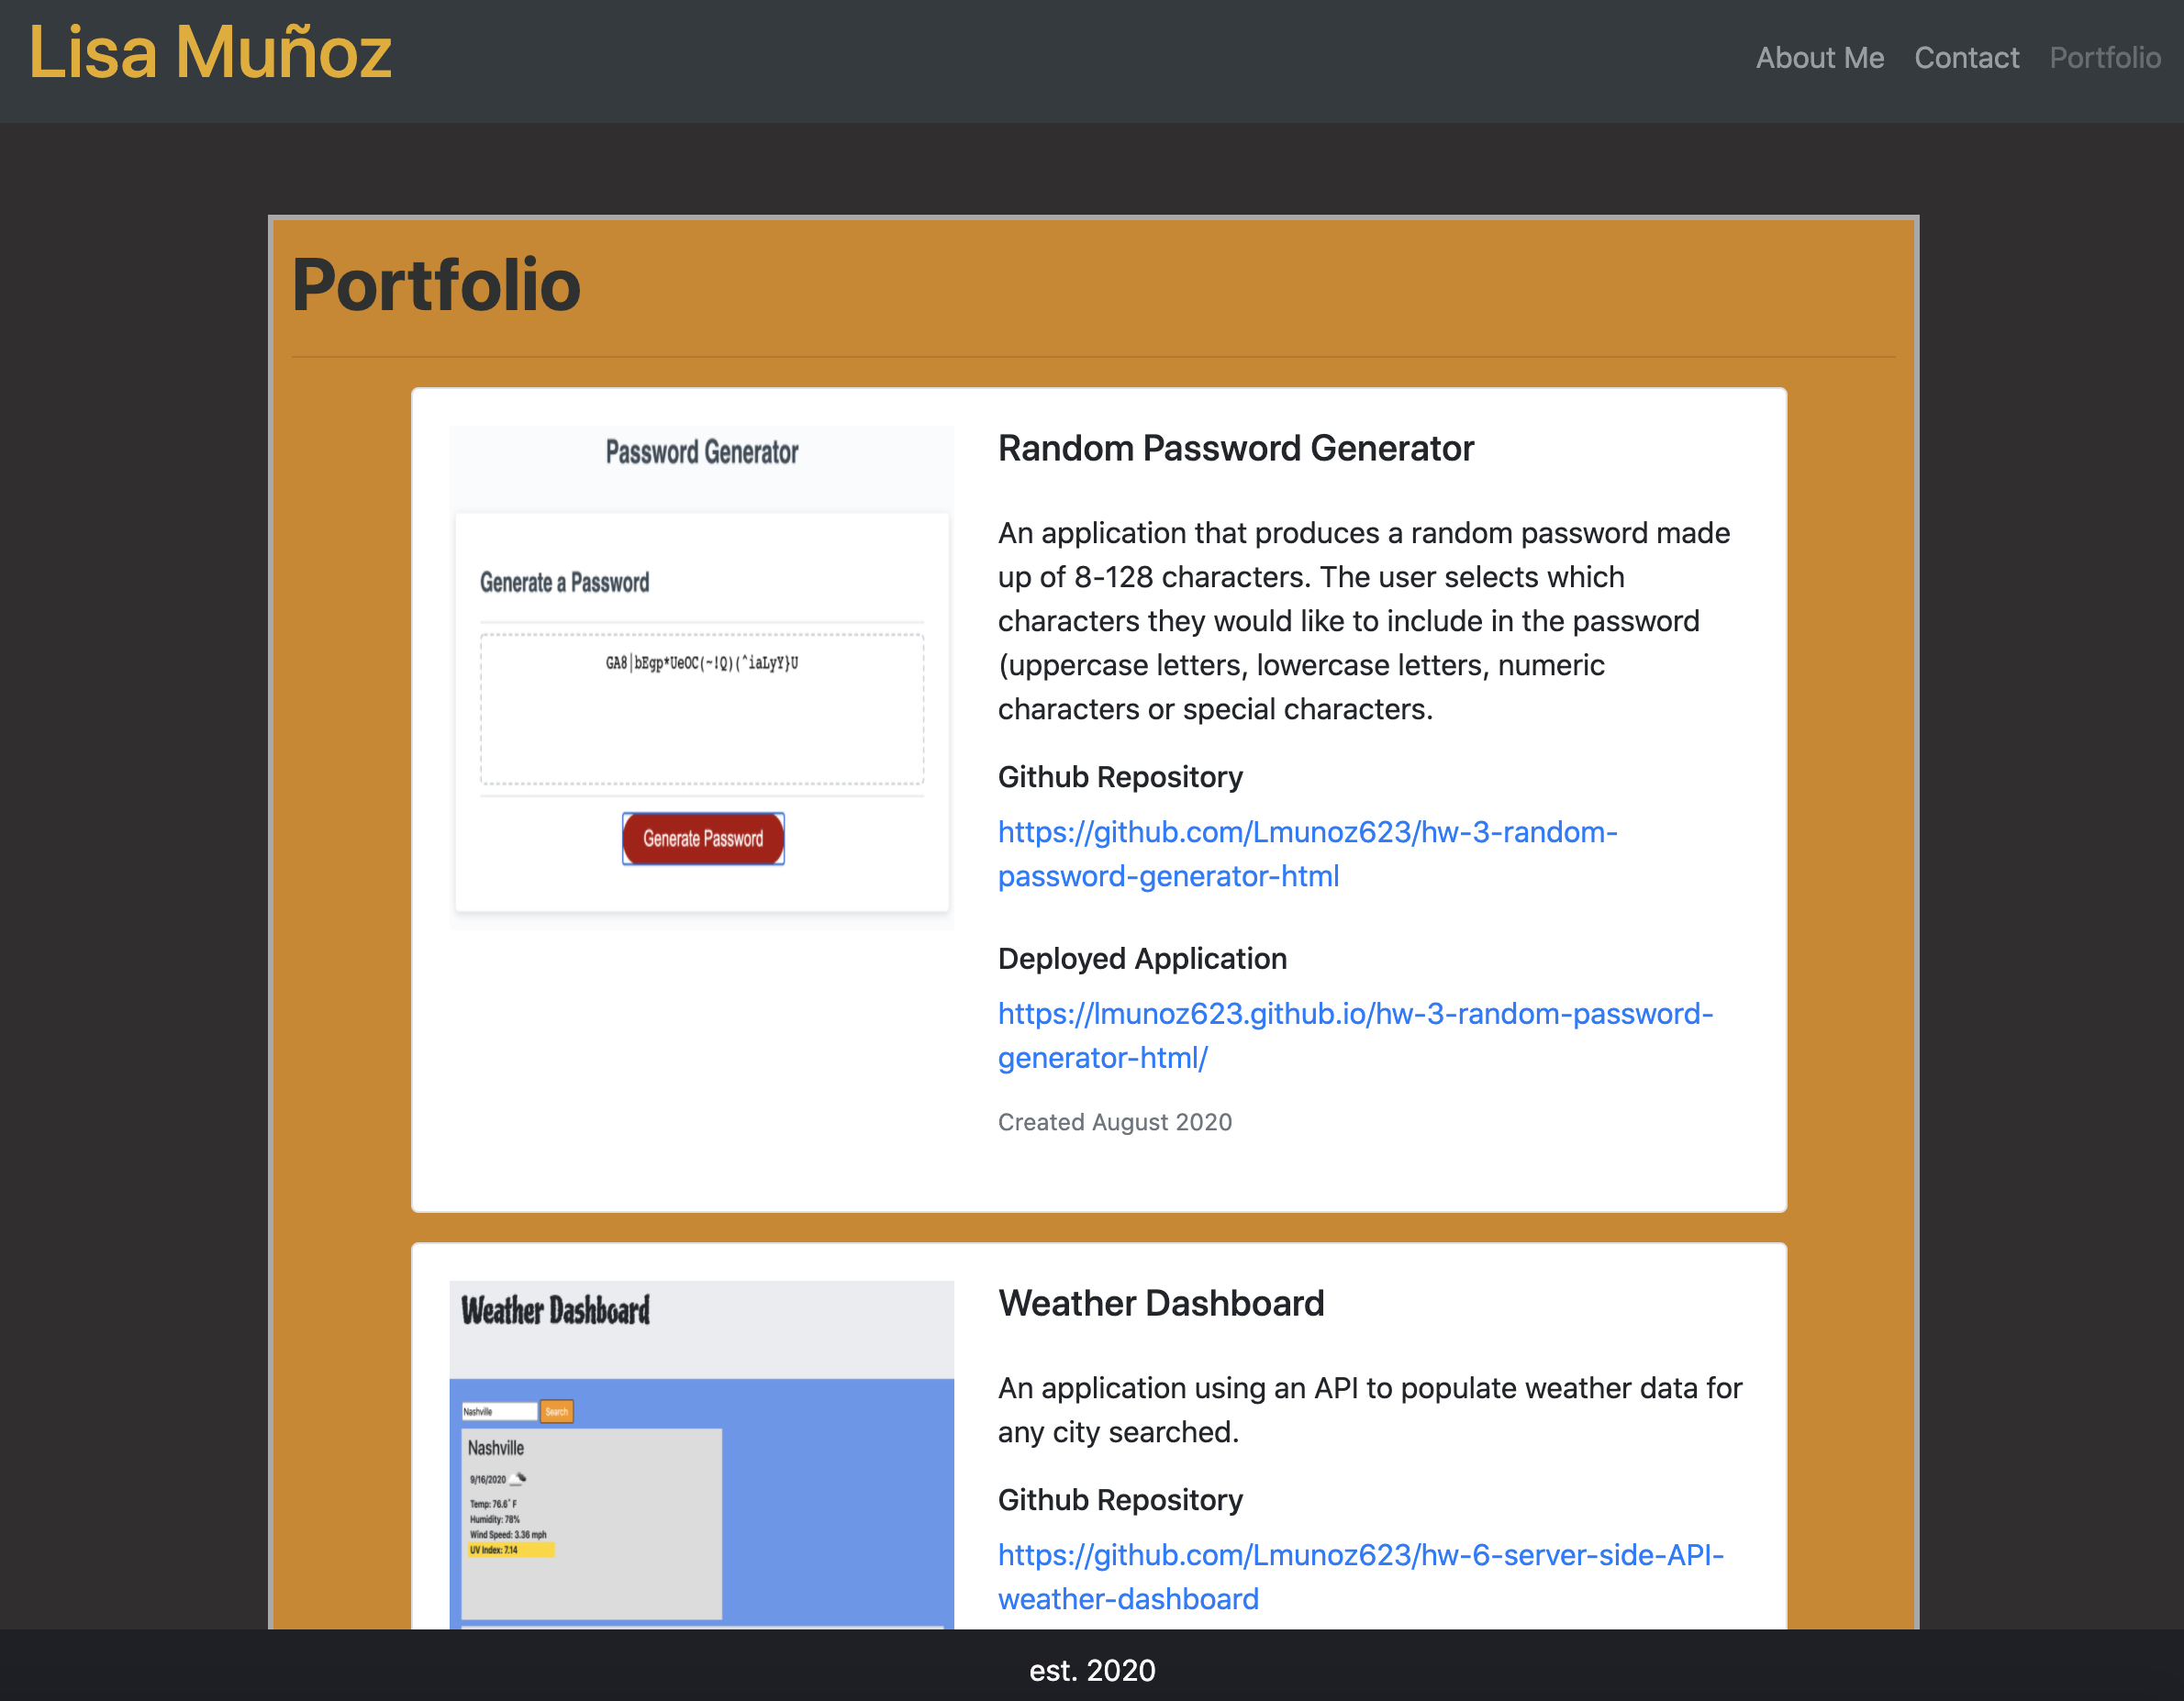 Lisa Muñoz
About Me Contact Portfolio
Portfolio
Password Generator
Generate a Password
GA8|bEgp*UeOC(~!Q)(^iaLyY}U
Generate Password
Random Password Generator
An application that produces a random password made
up of 8-128 characters. The user selects which
characters they would like to include in the password
(uppercase letters, lowercase letters, numeric
characters or special characters.
Github Repository
https://github.com/Lmunoz623/hw-3-random-
password-generator-html
Deployed Application
https://lmunoz623.github.io/hw-3-random-password-
generator-html/
Created August 2020
Weather Dashboard
Nashville Search
Nashville
9/16/2020
Temp: 76.6° F
Humidity: 78%
Wind Speed: 3.36 mph
UV Index: 7.14
Weather Dashboard
An application using an API to populate weather data for
any city searched.
Github Repository
https://github.com/Lmunoz623/hw-6-server-side-API-
weather-dashboard
est. 2020